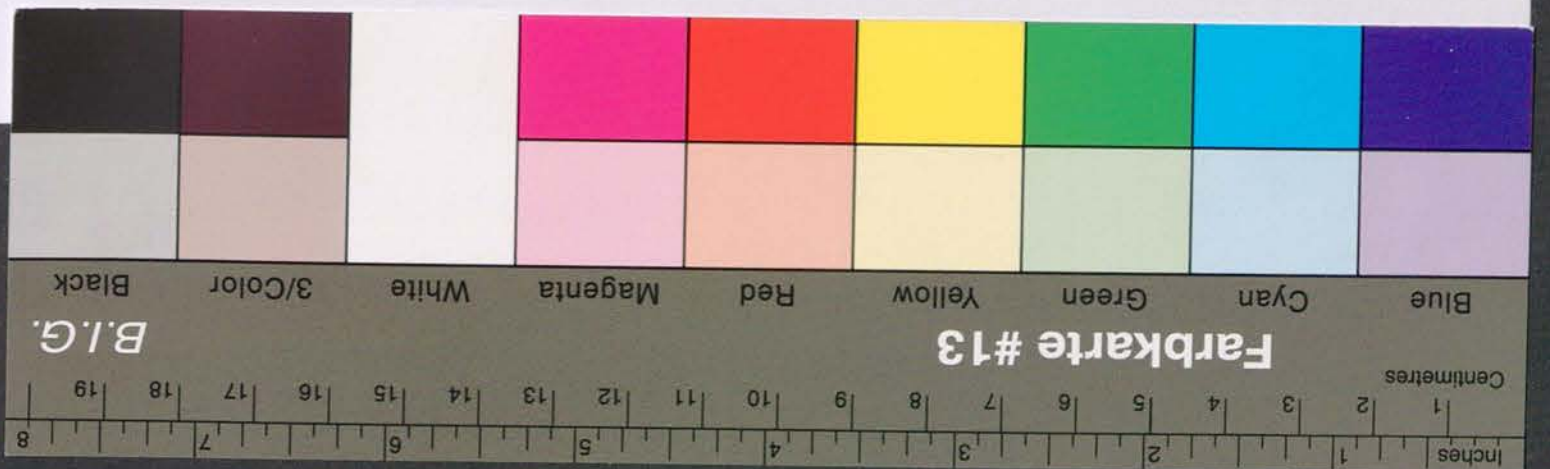 Inches 1 2 3 4 5 6 7 8
Centimetres 1 2 3 4 5 6 7 8 9 10 11 12 13 14 15 16 17 18 19
Farbkarte #13 B.I.G.
Blue Cyan Green Yellow Red Magenta White 3/Color Black